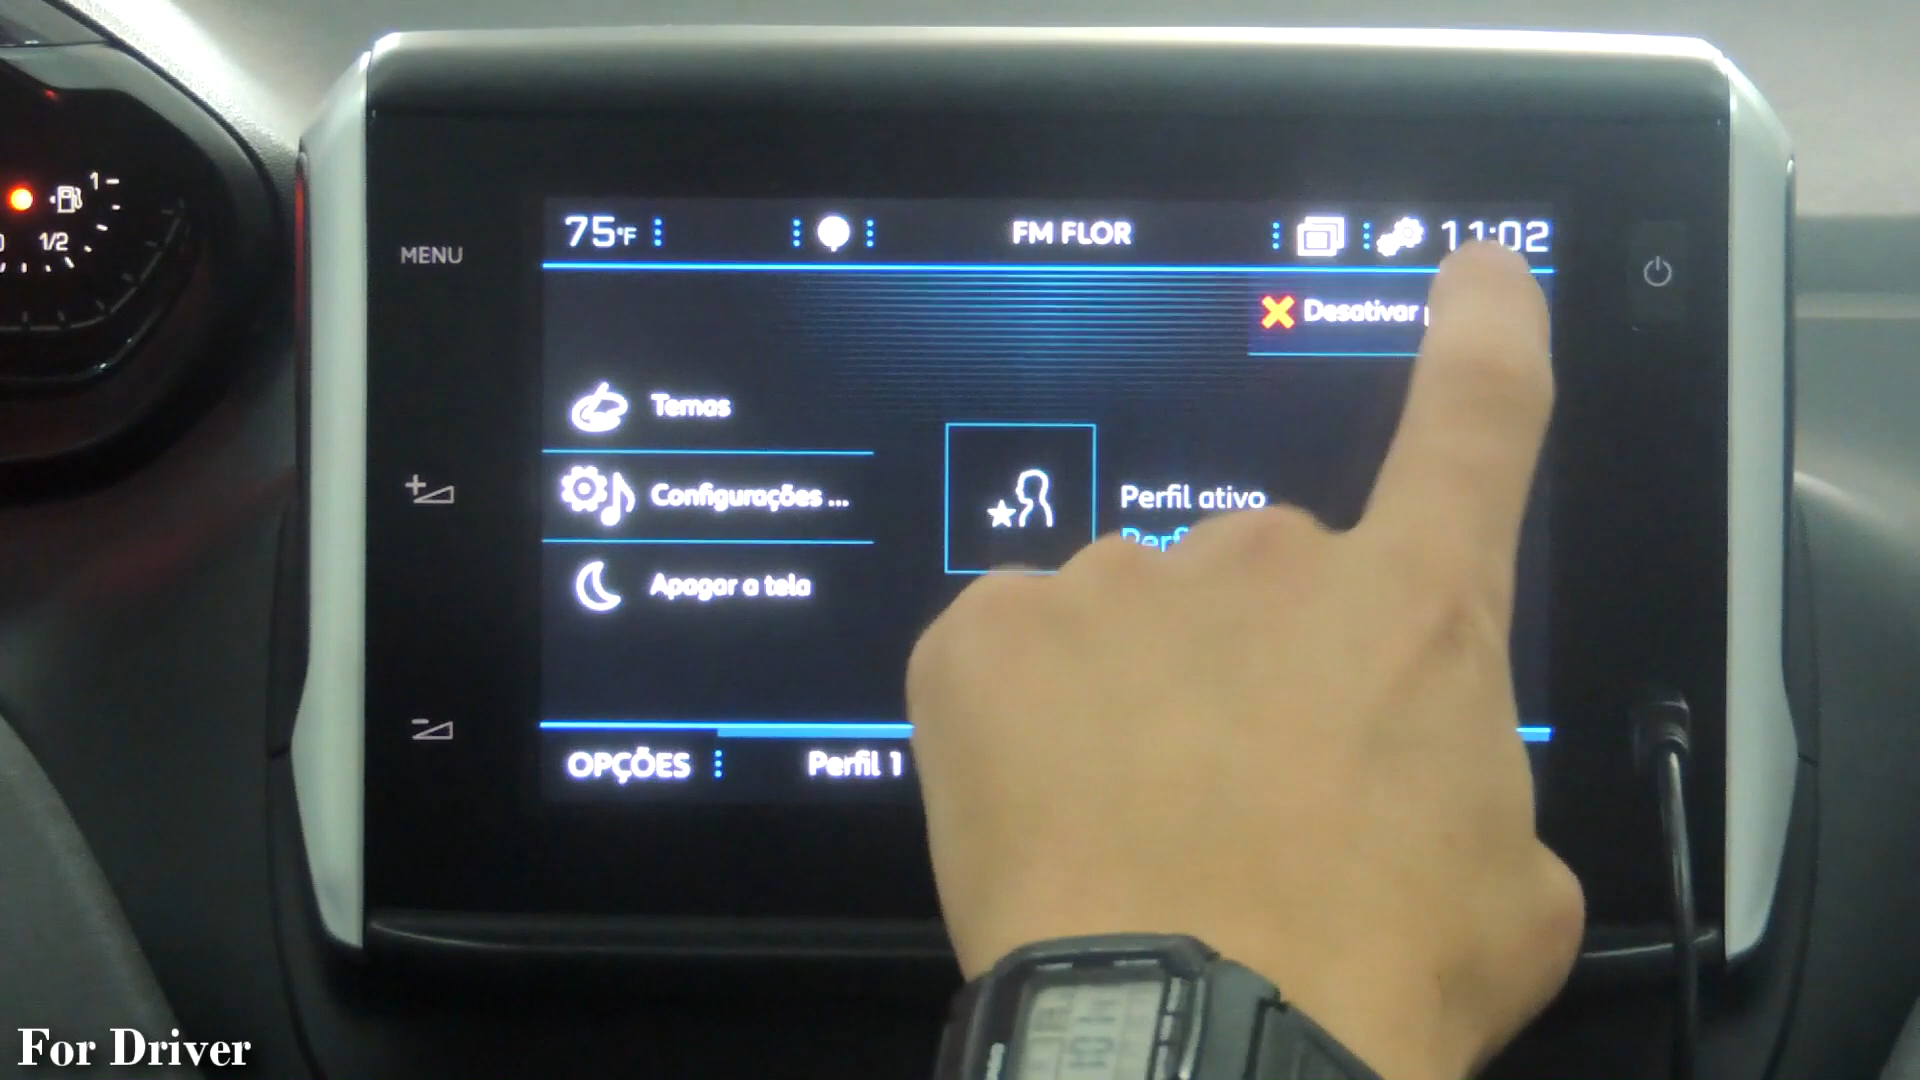 1
1/2
MENU
75°F
FM FLOR
11:02
Desativar
Temas
Configurações ...
Perfil ativo
Apagar a tela
OPÇÕES
Perfil 1
For Driver